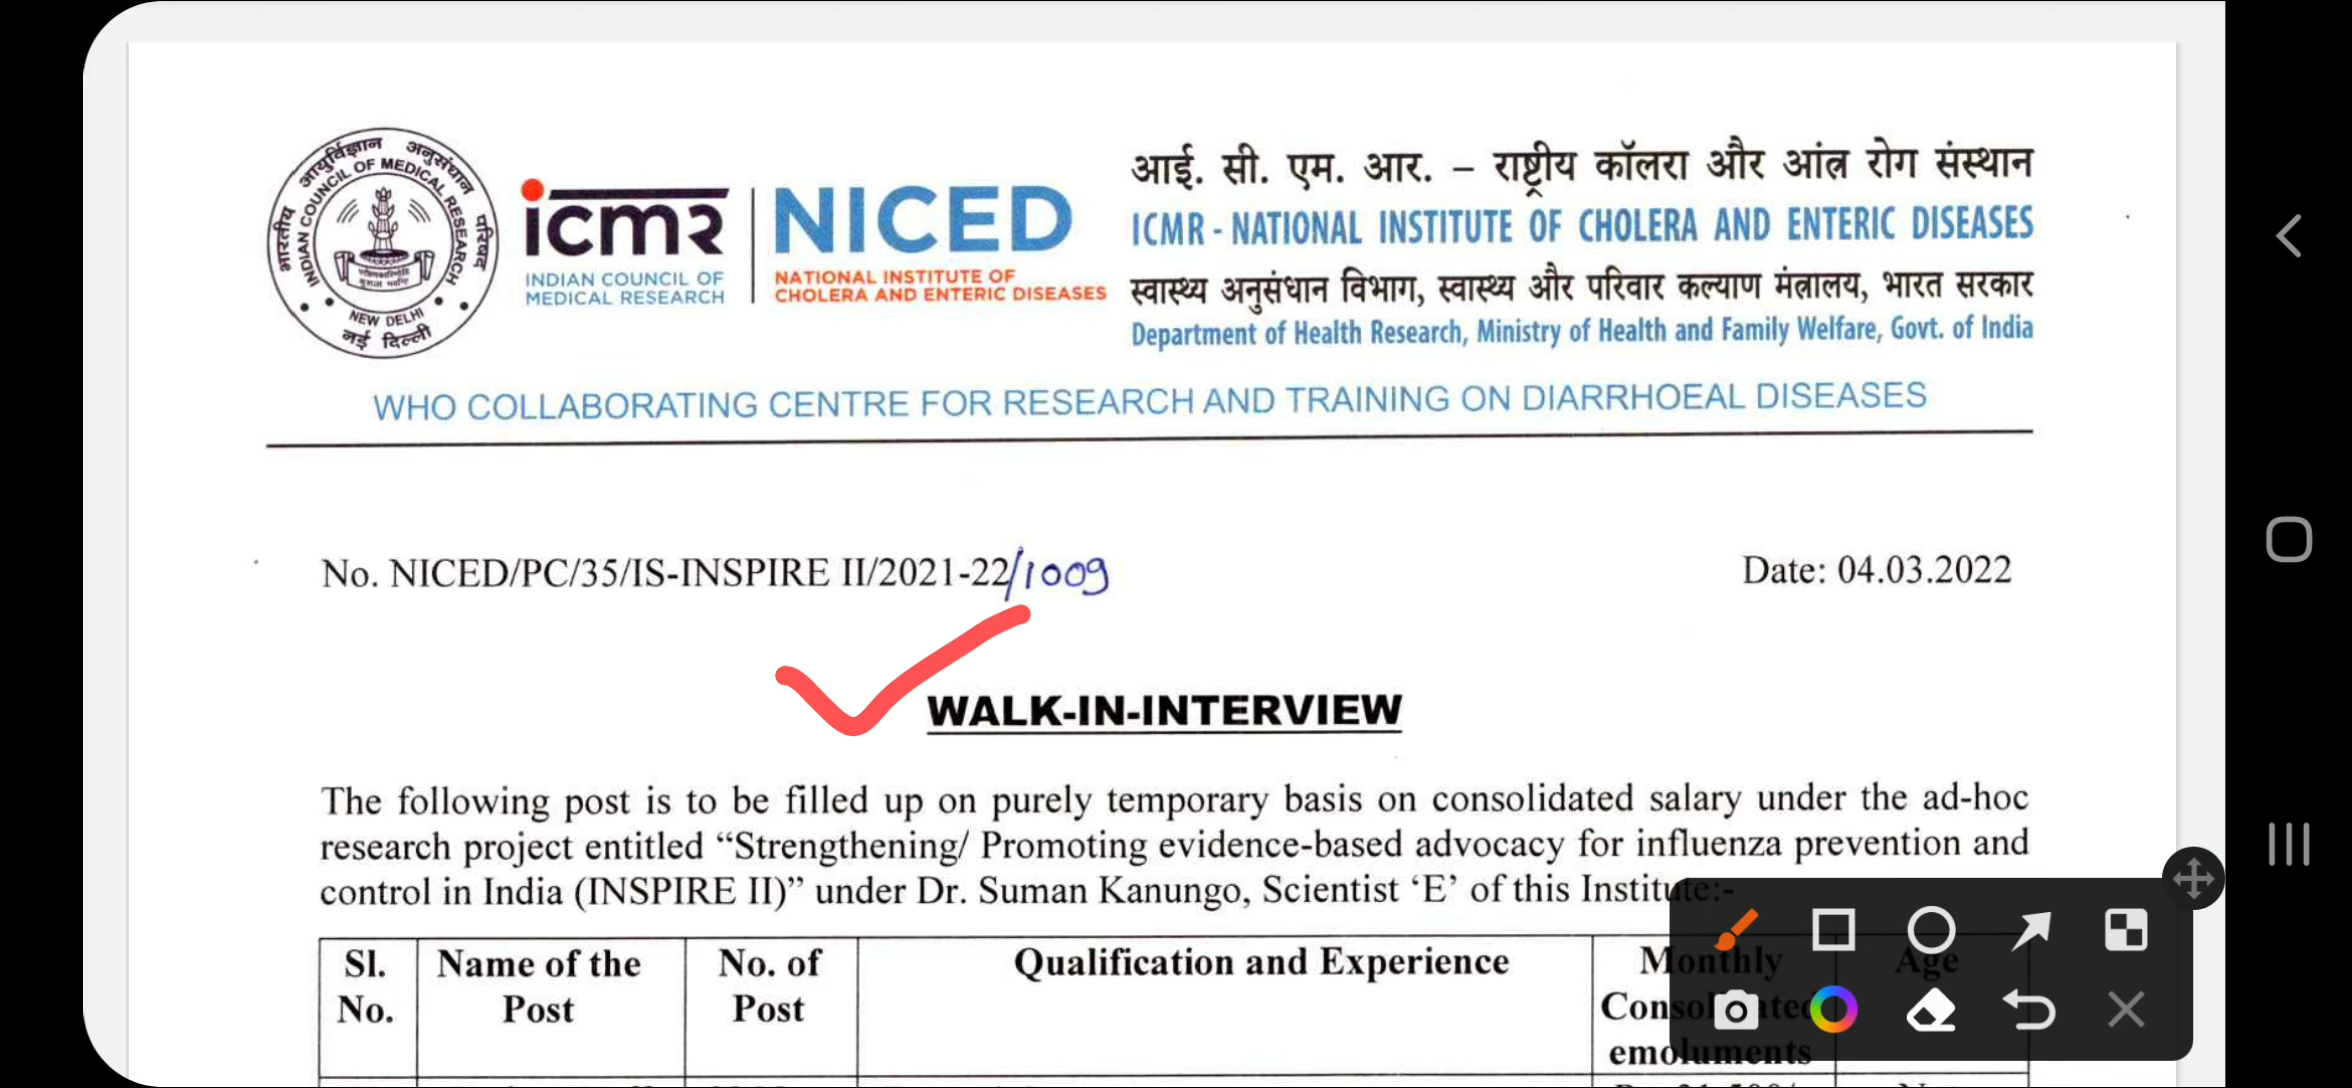 भारतीय आयुर्विज्ञान अनुसंधान परिषद
INDIAN COUNCIL OF MEDICAL RESEARCH
NEW DELHI
नई दिल्ली
icmr
INDIAN COUNCIL OF
MEDICAL RESEARCH
NICED
NATIONAL INSTITUTE OF
CHOLERA AND ENTERIC DISEASES
आई. सी. एम. आर. – राष्ट्रीय कॉलरा और आंत्र रोग संस्थान
ICMR - NATIONAL INSTITUTE OF CHOLERA AND ENTERIC DISEASES
स्वास्थ्य अनुसंधान विभाग, स्वास्थ्य और परिवार कल्याण मंत्रालय, भारत सरकार
Department of Health Research, Ministry of Health and Family Welfare, Govt. of India
WHO COLLABORATING CENTRE FOR RESEARCH AND TRAINING ON DIARRHOEAL DISEASES
No. NICED/PC/35/IS-INSPIRE II/2021-22/1009
Date: 04.03.2022
WALK-IN-INTERVIEW
The following post is to be filled up on purely temporary basis on consolidated salary under the ad-hoc
research project entitled “Strengthening/ Promoting evidence-based advocacy for influenza prevention and
control in India (INSPIRE II)” under Dr. Suman Kanungo, Scientist ‘E’ of this Institute:-
Sl. No.
Name of the Post
No. of Post
Qualification and Experience
Monthly Consolidated emoluments
Age